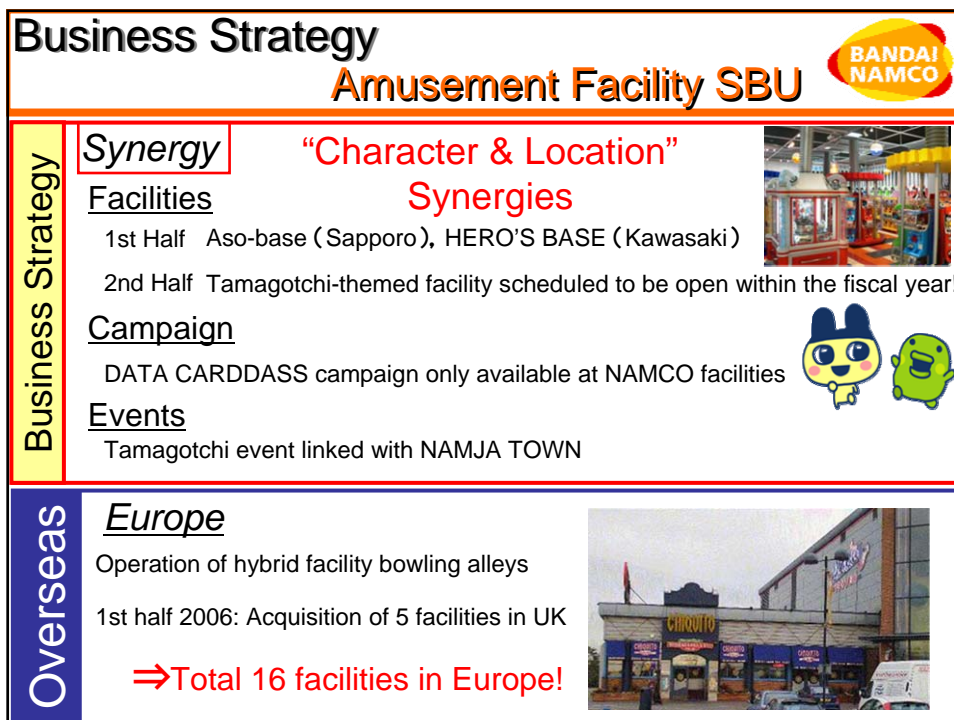 Business Strategy
Amusement Facility SBU
BANDAI
NAMCO
Business Strategy
Synergy
“Character & Location”
Synergies
Facilities
1st Half Aso-base（Sapporo）, HERO'S BASE（Kawasaki）
2nd Half Tamagotchi-themed facility scheduled to be open within the fiscal year!
Campaign
DATA CARDDASS campaign only available at NAMCO facilities
Events
Tamagotchi event linked with NAMJA TOWN
Overseas
Europe
Operation of hybrid facility bowling alleys
1st half 2006: Acquisition of 5 facilities in UK
⇒Total 16 facilities in Europe!
CHIQUITO